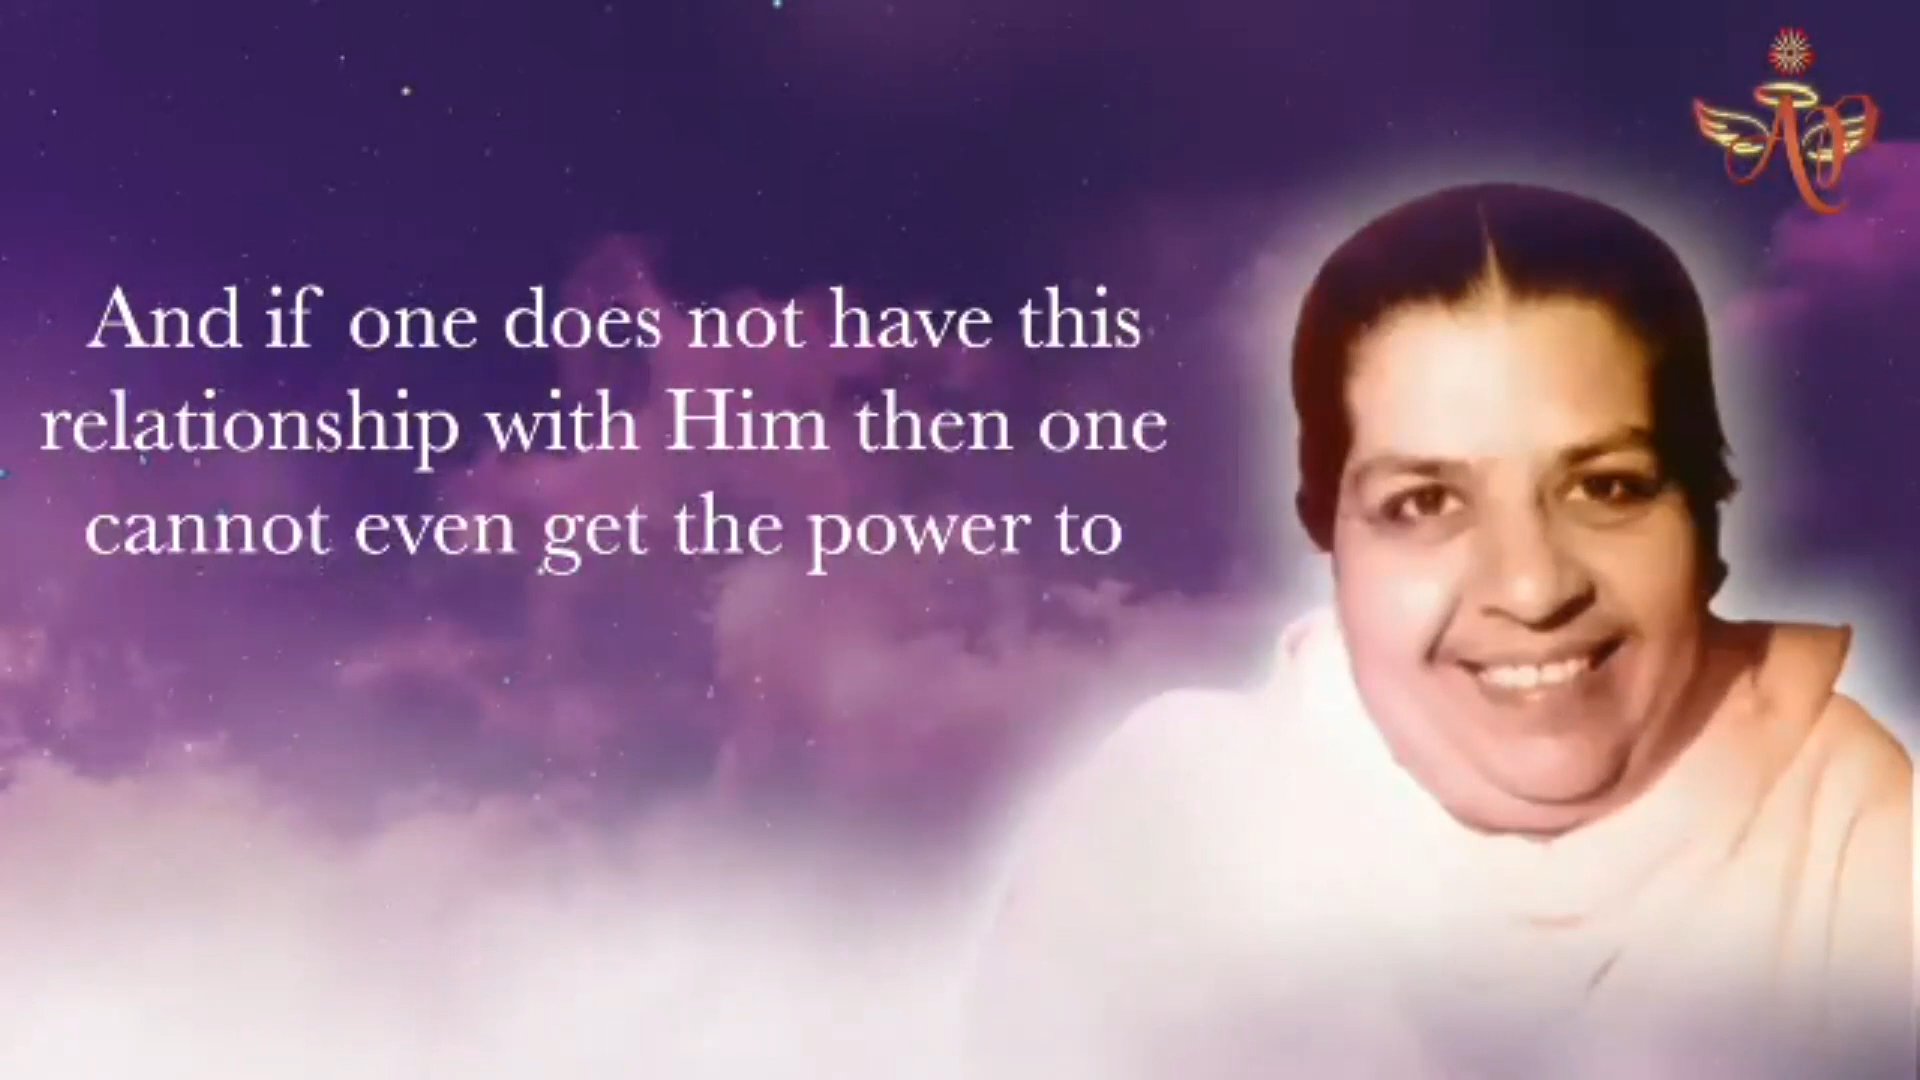 And if one does not have this
relationship with Him then one
cannot even get the power to